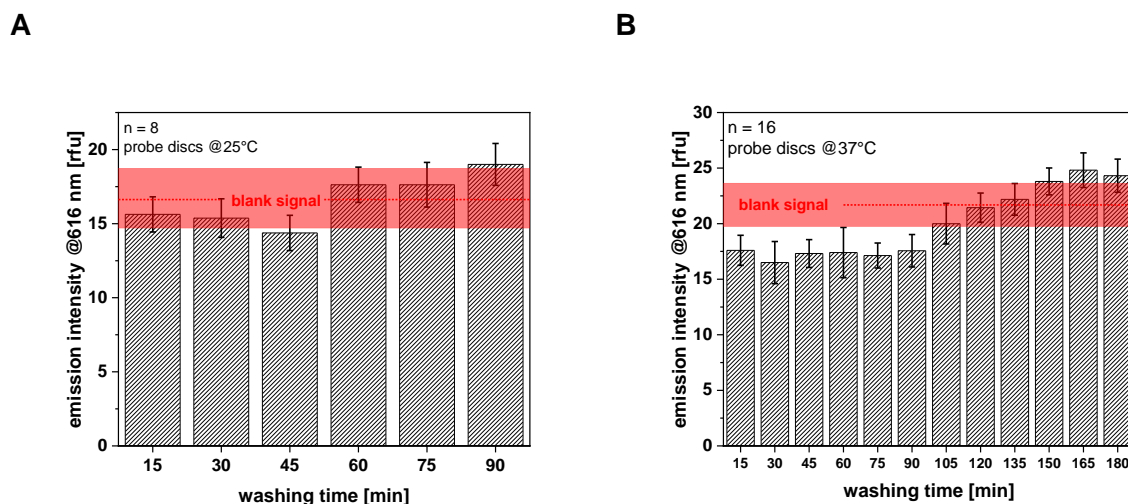 A
n = 8
probe discs @25°C
blank signal
emission intensity @616 nm [rfu]
20
15
10
5
0
15 30 45 60 75 90
washing time [min]
B
n = 16
probe discs @37°C
blank signal
emission intensity @616 nm [rfu]
30
25
20
15
10
5
0
15 30 45 60 75 90 105 120 135 150 165 180
washing time [min]